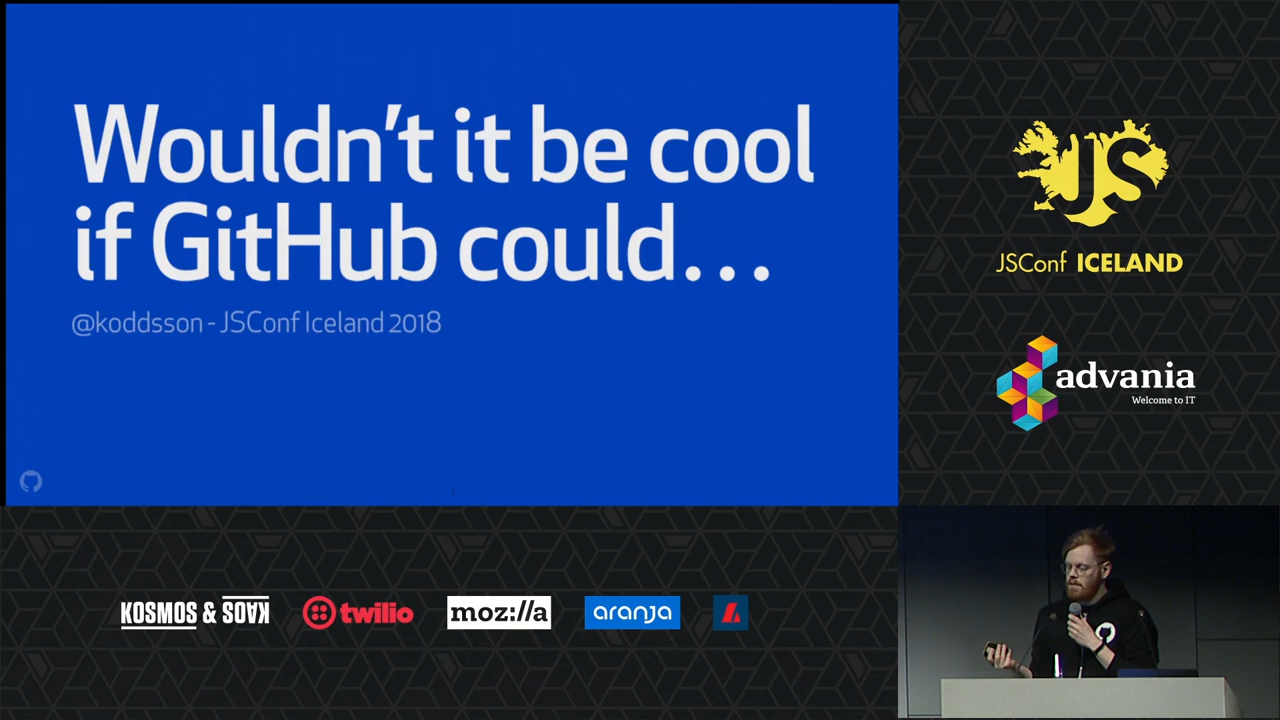 Wouldn't it be cool
if GitHub could...
@koddsson - JSConf Iceland 2018
JS
JSConf ICELAND
advania
Welcome to IT
KOSMOS & KAOS
twilio
moz://a
aranja